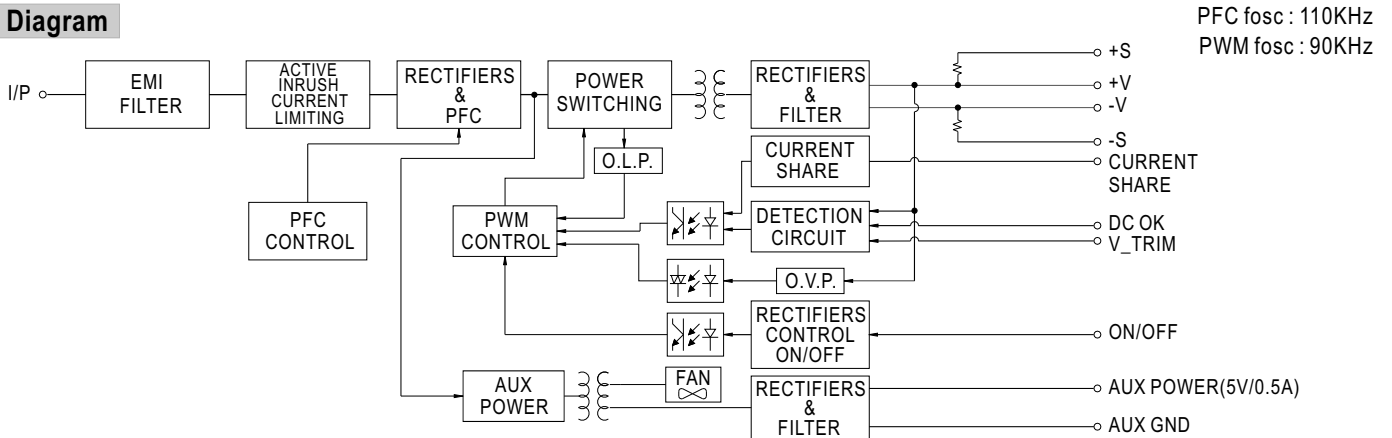 Diagram
PFC fosc : 110KHz
PWM fosc : 90KHz
I/P
EMI
FILTER
ACTIVE
INRUSH
CURRENT
LIMITING
RECTIFIERS
&
PFC
POWER
SWITCHING
RECTIFIERS
&
FILTER
+S
+V
-V
-S
O.L.P.
CURRENT
SHARE
CURRENT
SHARE
PFC
CONTROL
PWM
CONTROL
DETECTION
CIRCUIT
DC OK
V_TRIM
O.V.P.
RECTIFIERS
CONTROL
ON/OFF
ON/OFF
AUX
POWER
FAN
RECTIFIERS
&
FILTER
AUX POWER(5V/0.5A)
AUX GND